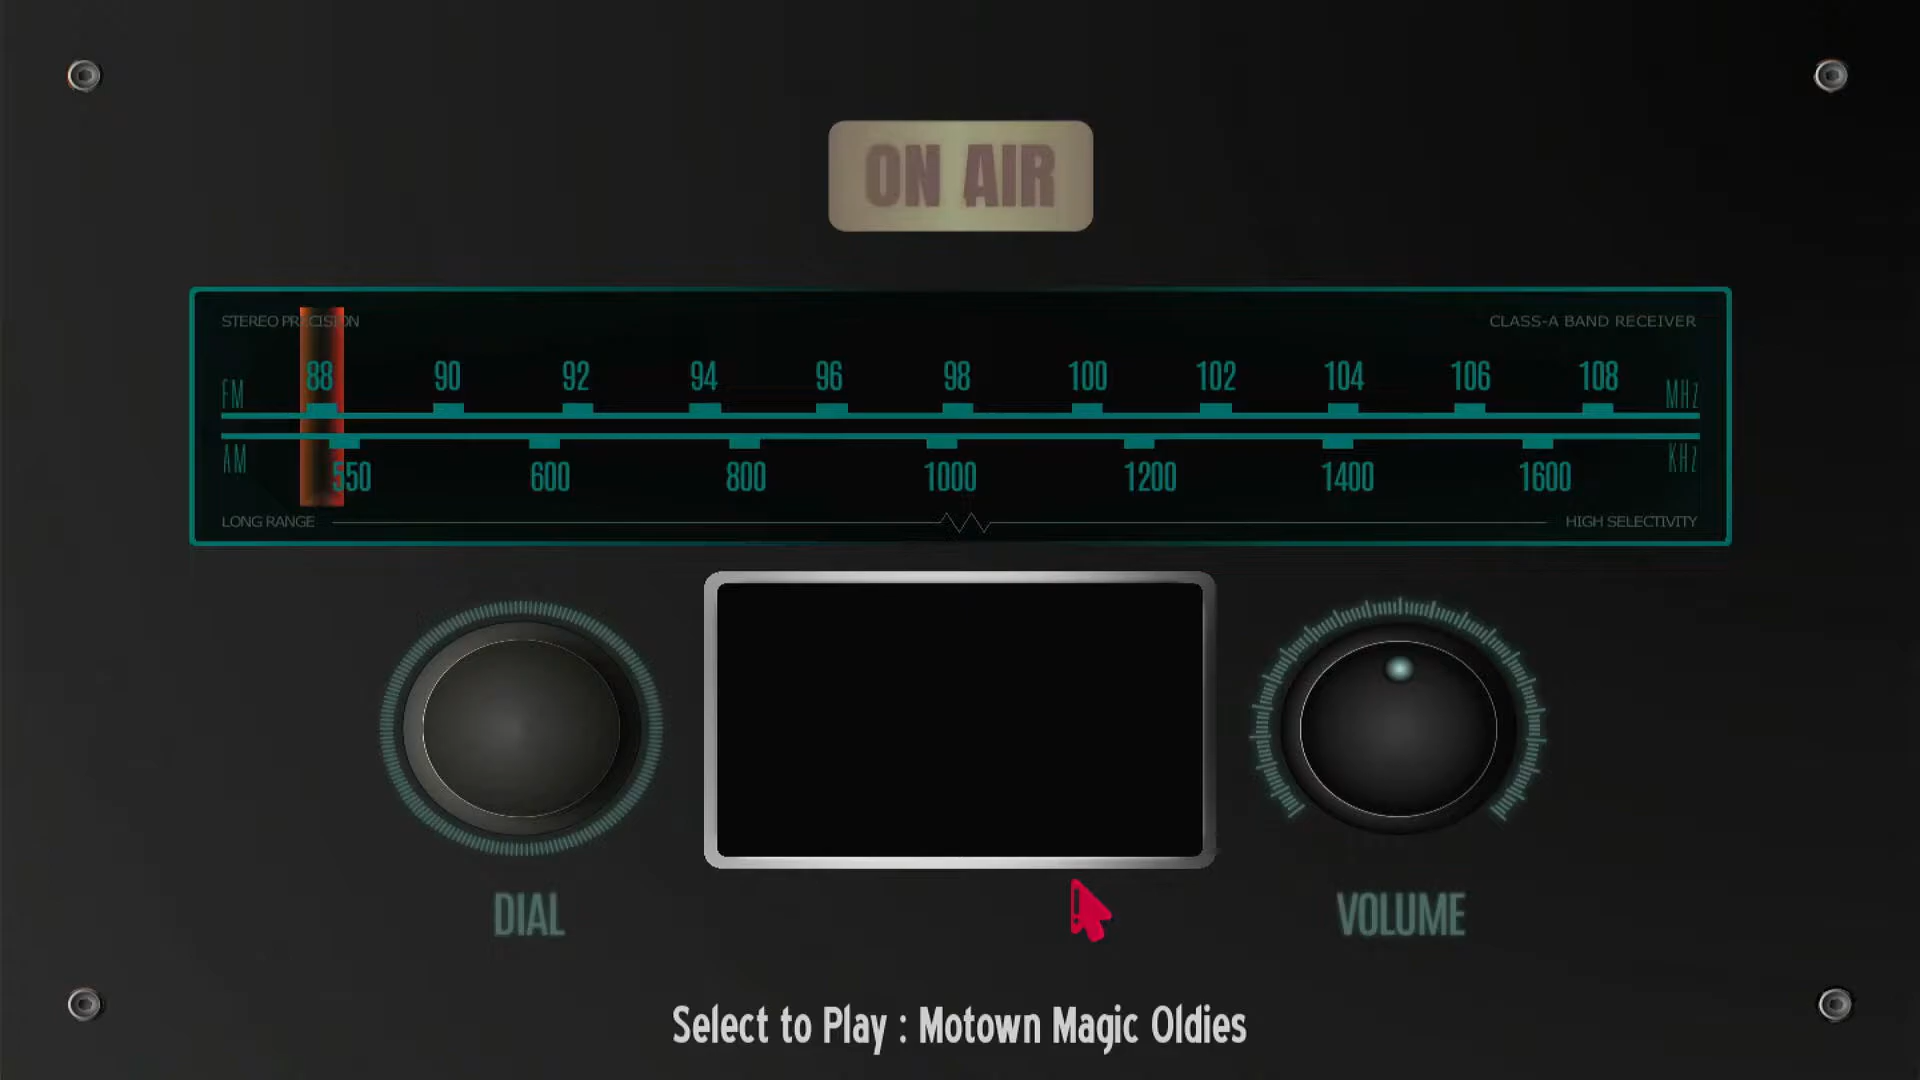 ON AIR
STEREO PRECISION
CLASS-A BAND RECEIVER
88 90 92 94 96 98 100 102 104 106 108
FM MHz
AM KHz
550 600 800 1000 1200 1400 1600
LONG RANGE
HIGH SELECTIVITY
DIAL
VOLUME
Select to Play : Motown Magic Oldies